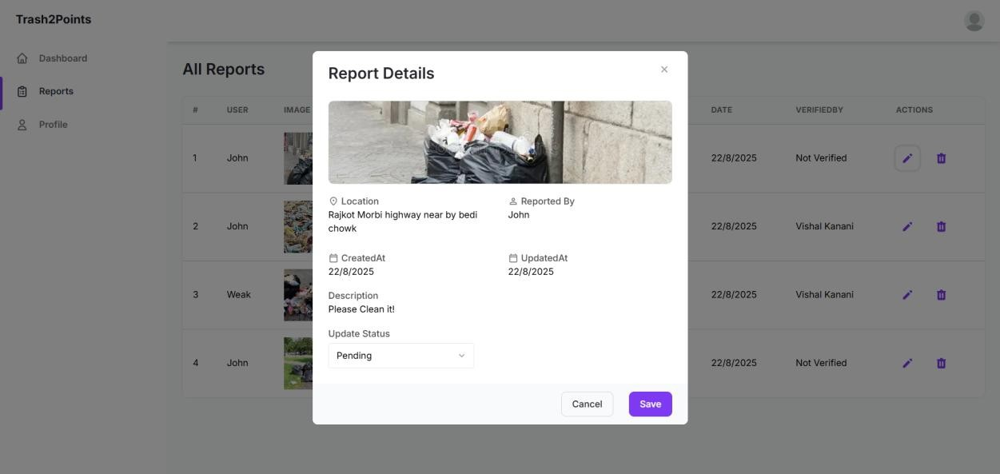 Trash2Points
Dashboard
Reports
Profile
All Reports
# USER IMAGE DATE VERIFIEDBY ACTIONS
1 John 22/8/2025 Not Verified
2 John 22/8/2025 Vishal Kanani
3 Weak 22/8/2025 Vishal Kanani
4 John 22/8/2025 Not Verified
Report Details
Location
Rajkot Morbi highway near by bedi
chowk
Reported By
John
CreatedAt
22/8/2025
UpdatedAt
22/8/2025
Description
Please Clean it!
Update Status
Pending
Cancel
Save